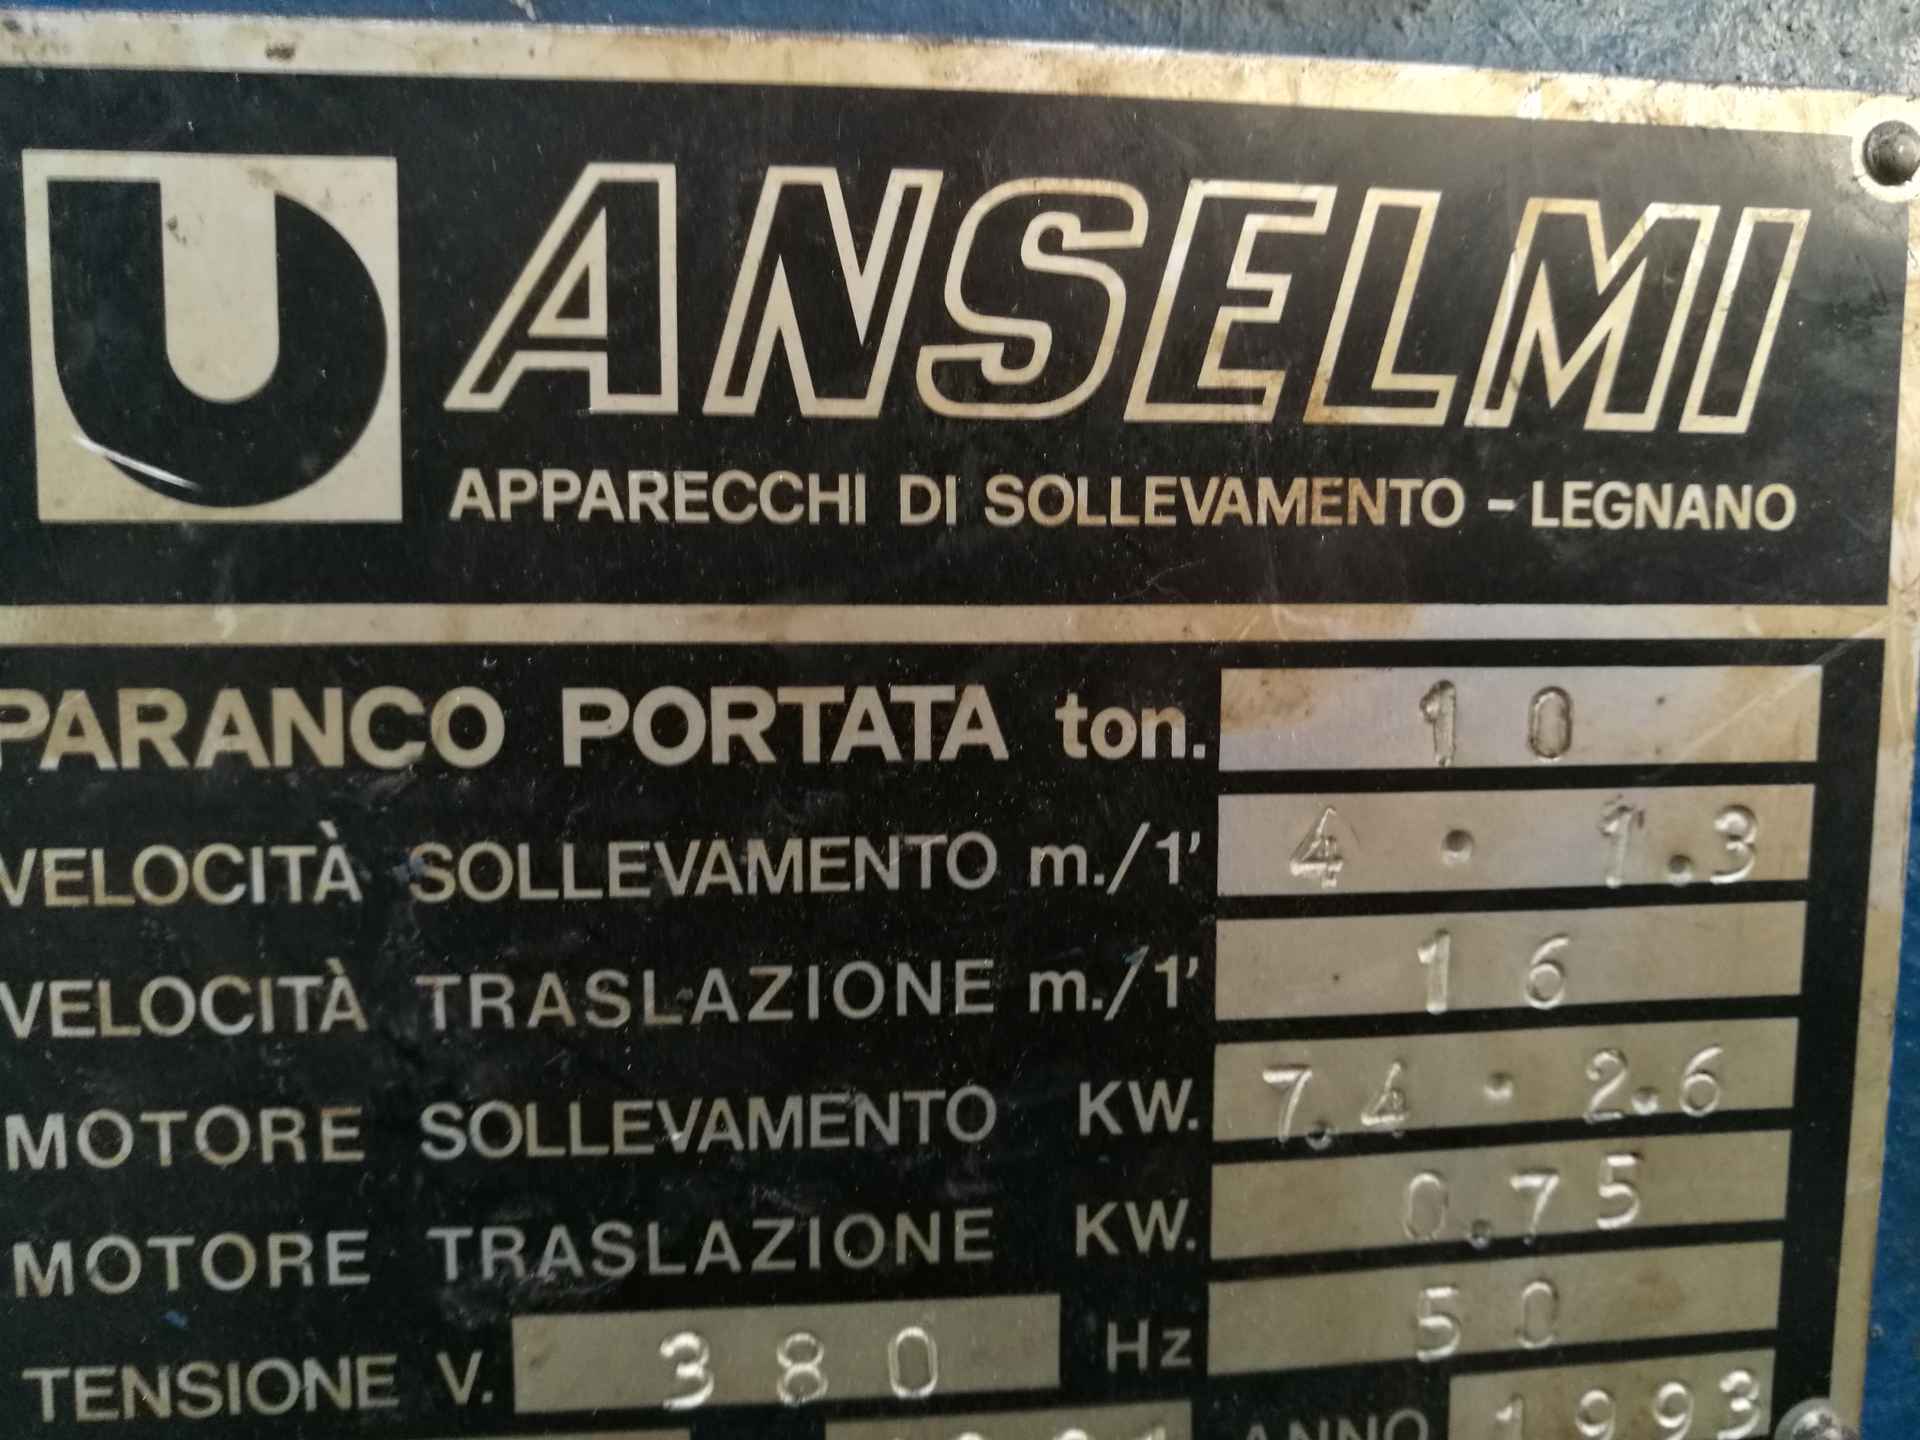 ANSELMI
APPARECCHI DI SOLLEVAMENTO - LEGNANO
PARANCO PORTATA ton. 10
VELOCITÀ SOLLEVAMENTO m./1' 4 · 1.3
VELOCITÀ TRASLAZIONE m./1' 16
MOTORE SOLLEVAMENTO KW. 7.4 · 2.6
MOTORE TRASLAZIONE KW. 0.75
TENSIONE V. 380 Hz 50
ANNO 1993